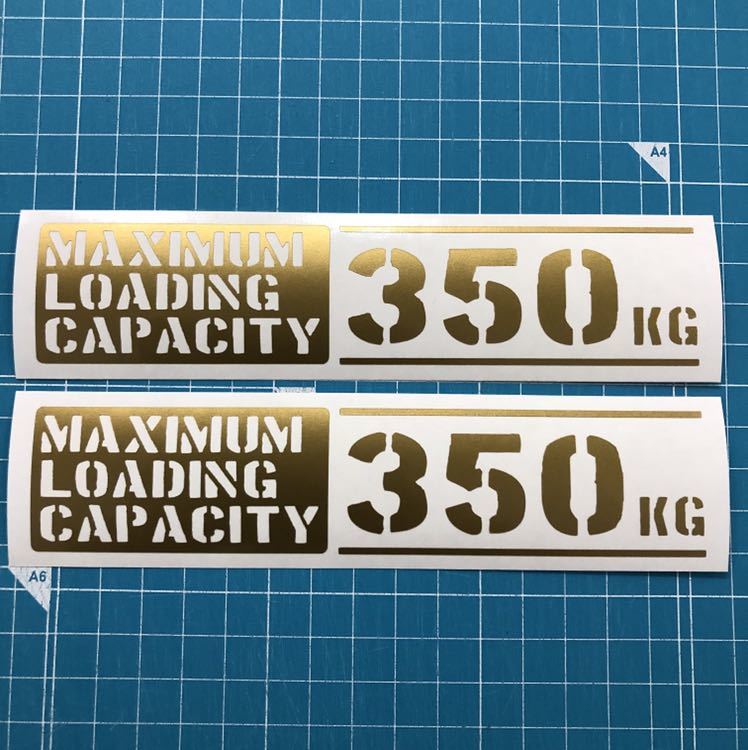 A4
MAXIMUM
LOADING
CAPACITY
350 KG
MAXIMUM
LOADING
CAPACITY
350 KG
A6